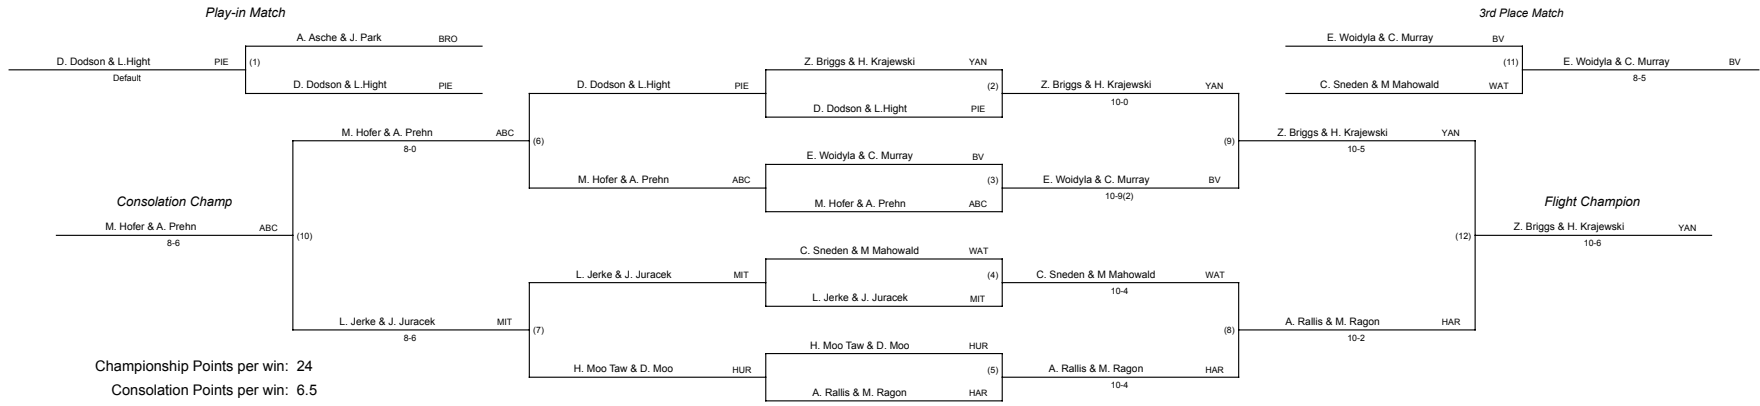 Play-in Match
3rd Place Match
A. Asche & J. Park BRO
E. Woidyla & C. Murray BV
D. Dodson & L.Hight PIE (1)
Default
Z. Briggs & H. Krajewski YAN
(11) E. Woidyla & C. Murray BV
8-5
D. Dodson & L.Hight PIE
D. Dodson & L.Hight PIE
(2)
Z. Briggs & H. Krajewski YAN
10-0
C. Sneden & M Mahowald WAT
D. Dodson & L.Hight PIE
M. Hofer & A. Prehn ABC
8-0
(6)
(9)
Z. Briggs & H. Krajewski YAN
10-5
E. Woidyla & C. Murray BV
M. Hofer & A. Prehn ABC
(3)
E. Woidyla & C. Murray BV
10-9(2)
Consolation Champ
M. Hofer & A. Prehn ABC
Flight Champion
M. Hofer & A. Prehn ABC
8-6
(10)
(12)
Z. Briggs & H. Krajewski YAN
10-6
C. Sneden & M Mahowald WAT
L. Jerke & J. Juracek MIT
(4)
C. Sneden & M Mahowald WAT
10-4
L. Jerke & J. Juracek MIT
L. Jerke & J. Juracek MIT
8-6
(7)
(8)
A. Rallis & M. Ragon HAR
10-2
H. Moo Taw & D. Moo HUR
Championship Points per win: 24
H. Moo Taw & D. Moo HUR
(5)
A. Rallis & M. Ragon HAR
10-4
Consolation Points per win: 6.5
A. Rallis & M. Ragon HAR